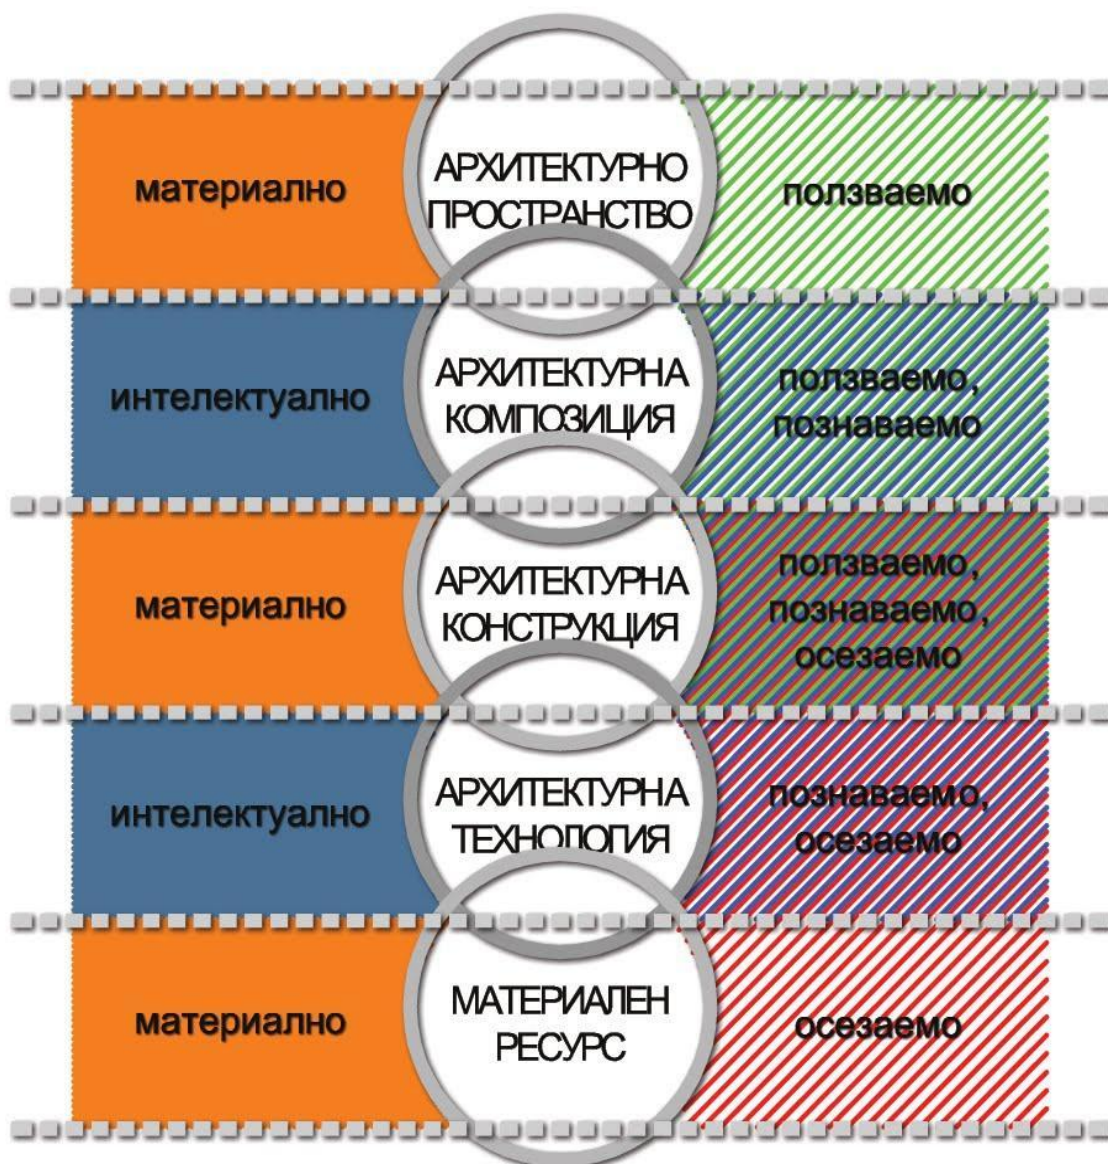 материално
АРХИТЕКТУРНО
ПРОСТРАНСТВО
ползваемо
интелектуално
АРХИТЕКТУРНА
КОМПОЗИЦИЯ
ползваемо,
познаваемо
материално
АРХИТЕКТУРНА
КОНСТРУКЦИЯ
ползваемо,
познаваемо,
осезаемо
интелектуално
АРХИТЕКТУРНА
ТЕХНОЛОГИЯ
познаваемо,
осезаемо
материално
МАТЕРИАЛЕН
РЕСУРС
осезаемо